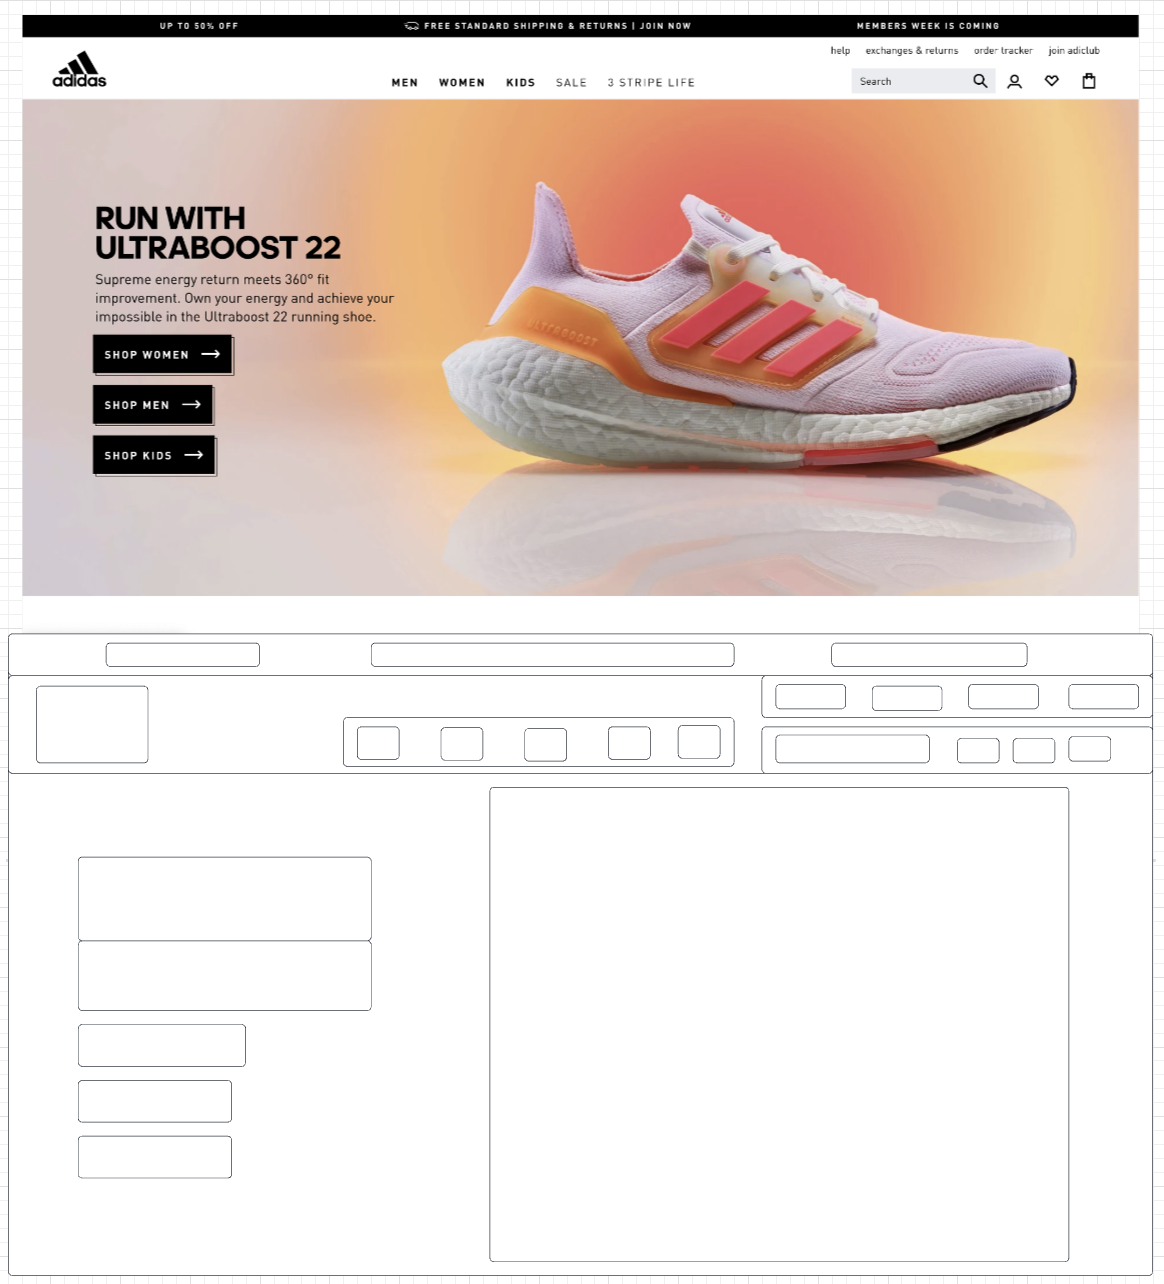 UP TO 50% OFF
FREE STANDARD SHIPPING & RETURNS | JOIN NOW
MEMBERS WEEK IS COMING
help
exchanges & returns
order tracker
join adiclub
adidas
MEN
WOMEN
KIDS
SALE
3 STRIPE LIFE
Search
RUN WITH
ULTRABOOST 22
Supreme energy return meets 360° fit
improvement. Own your energy and achieve your
impossible in the Ultraboost 22 running shoe.
SHOP WOMEN
SHOP MEN
SHOP KIDS
ULTRABOOST